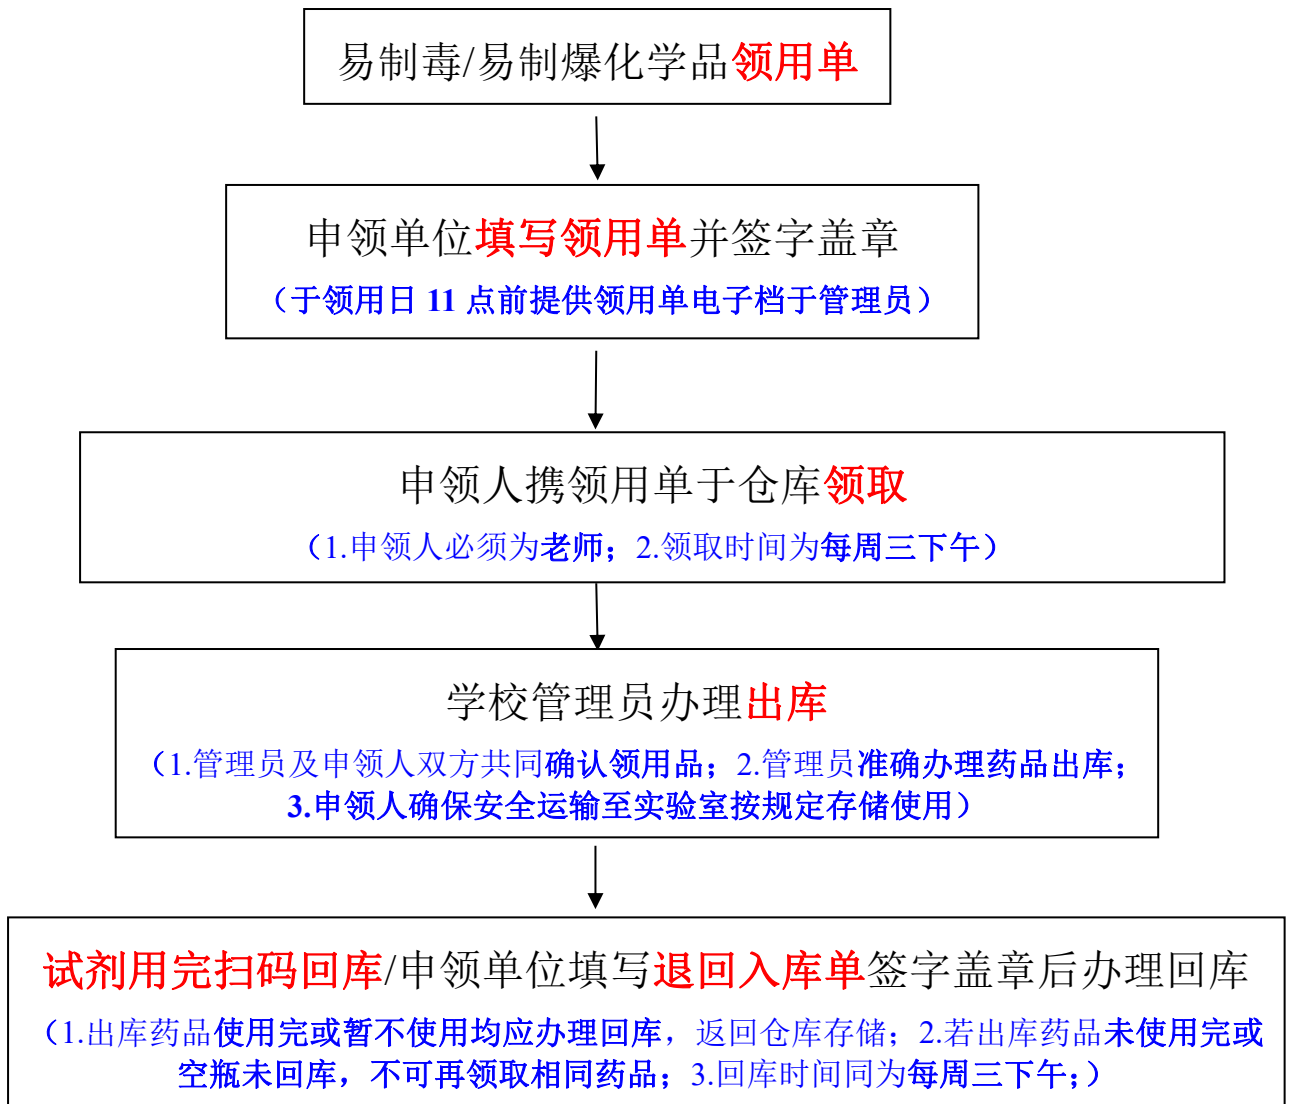 易制毒/易制爆化学品领用单
申领单位填写领用单并签字盖章
（于领用日 11 点前提供领用单电子档于管理员）
申领人携领用单于仓库领取
（1.申领人必须为老师；2.领取时间为每周三下午）
学校管理员办理出库
（1.管理员及申领人双方共同确认领用品；2.管理员准确办理药品出库；
3.申领人确保安全运输至实验室按规定存储使用）
试剂用完扫码回库/申领单位填写退回入库单签字盖章后办理回库
（1.出库药品使用完或暂不使用均应办理回库，返回仓库存储；2.若出库药品未使用完或
空瓶未回库，不可再领取相同药品；3.回库时间同为每周三下午；）